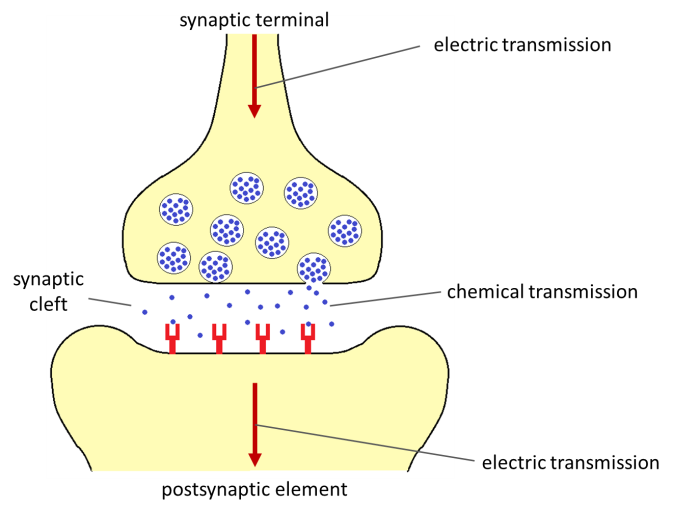 synaptic terminal
electric transmission
synaptic
cleft
chemical transmission
electric transmission
postsynaptic element